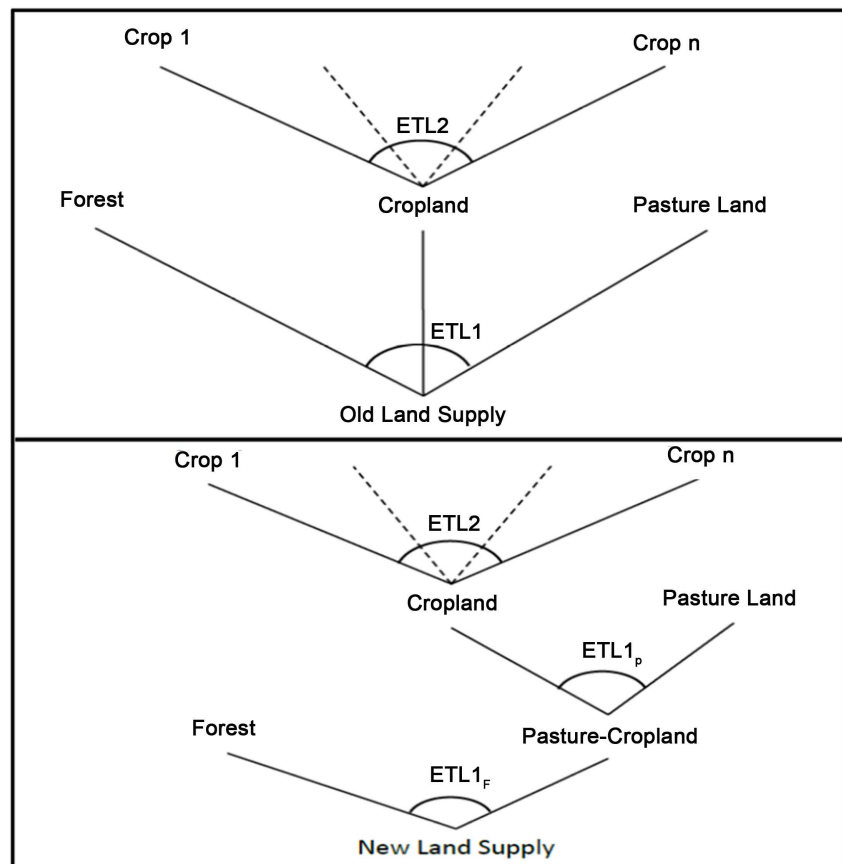 Crop 1
Crop n
ETL2
Forest
Cropland
Pasture Land
ETL1
Old Land Supply
Crop 1
Crop n
ETL2
Cropland
Pasture Land
ETL1p
Forest
Pasture-Cropland
ETL1F
New Land Supply